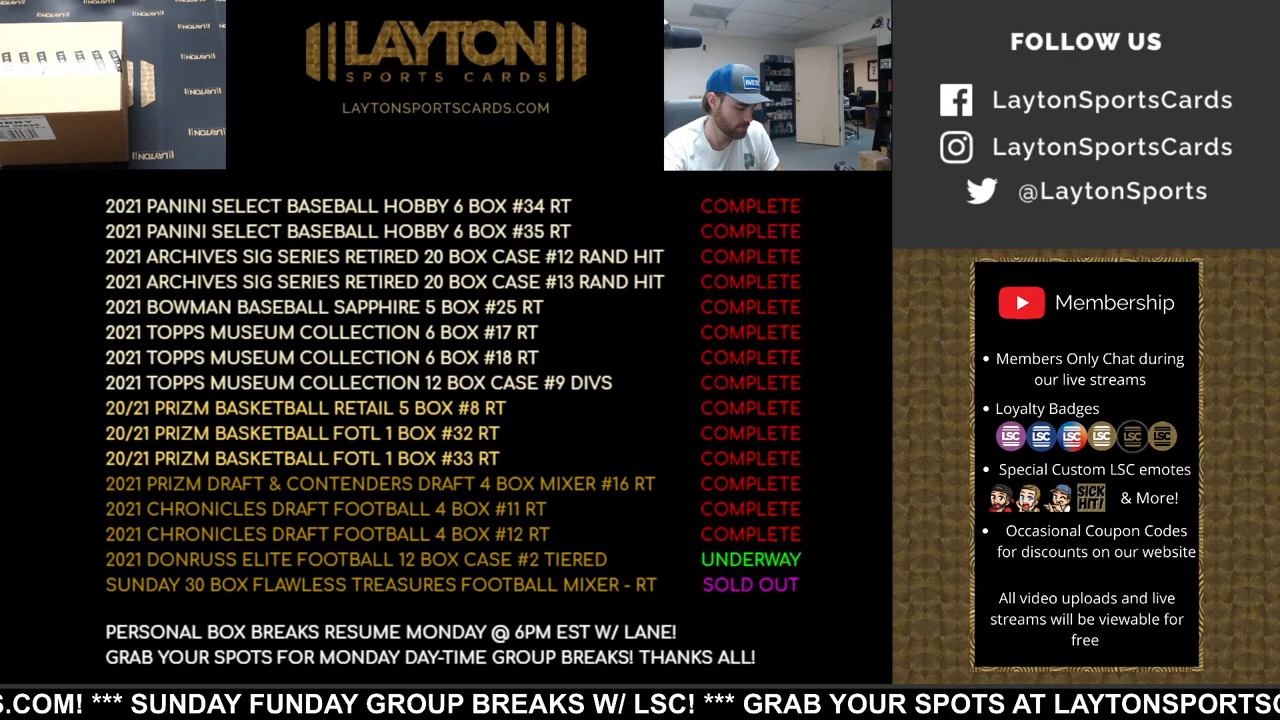 LAYTON
SPORTS CARDS
LAYTONSPORTSCARDS.COM
FOLLOW US
LaytonSportsCards
LaytonSportsCards
@LaytonSports
2021 PANINI SELECT BASEBALL HOBBY 6 BOX #34 RT COMPLETE
2021 PANINI SELECT BASEBALL HOBBY 6 BOX #35 RT COMPLETE
2021 ARCHIVES SIG SERIES RETIRED 20 BOX CASE #12 RAND HIT COMPLETE
2021 ARCHIVES SIG SERIES RETIRED 20 BOX CASE #13 RAND HIT COMPLETE
2021 BOWMAN BASEBALL SAPPHIRE 5 BOX #25 RT COMPLETE
2021 TOPPS MUSEUM COLLECTION 6 BOX #17 RT COMPLETE
2021 TOPPS MUSEUM COLLECTION 6 BOX #18 RT COMPLETE
2021 TOPPS MUSEUM COLLECTION 12 BOX CASE #9 DIVS COMPLETE
20/21 PRIZM BASKETBALL RETAIL 5 BOX #8 RT COMPLETE
20/21 PRIZM BASKETBALL FOTL 1 BOX #32 RT COMPLETE
20/21 PRIZM BASKETBALL FOTL 1 BOX #33 RT COMPLETE
2021 PRIZM DRAFT & CONTENDERS DRAFT 4 BOX MIXER #16 RT COMPLETE
2021 CHRONICLES DRAFT FOOTBALL 4 BOX #11 RT COMPLETE
2021 CHRONICLES DRAFT FOOTBALL 4 BOX #12 RT COMPLETE
2021 DONRUSS ELITE FOOTBALL 12 BOX CASE #2 TIERED UNDERWAY
SUNDAY 30 BOX FLAWLESS TREASURES FOOTBALL MIXER - RT SOLD OUT
PERSONAL BOX BREAKS RESUME MONDAY @ 6PM EST W/ LANE!
GRAB YOUR SPOTS FOR MONDAY DAY-TIME GROUP BREAKS! THANKS ALL!
Membership
• Members Only Chat during
our live streams
• Loyalty Badges
LSC LSC LSC LSC LSC LSC
• Special Custom LSC emotes
SICK HIT! & More!
• Occasional Coupon Codes
for discounts on our website
All video uploads and live
streams will be viewable for
free
S.COM! *** SUNDAY FUNDAY GROUP BREAKS W/ LSC! *** GRAB YOUR SPOTS AT LAYTONSPORTSC